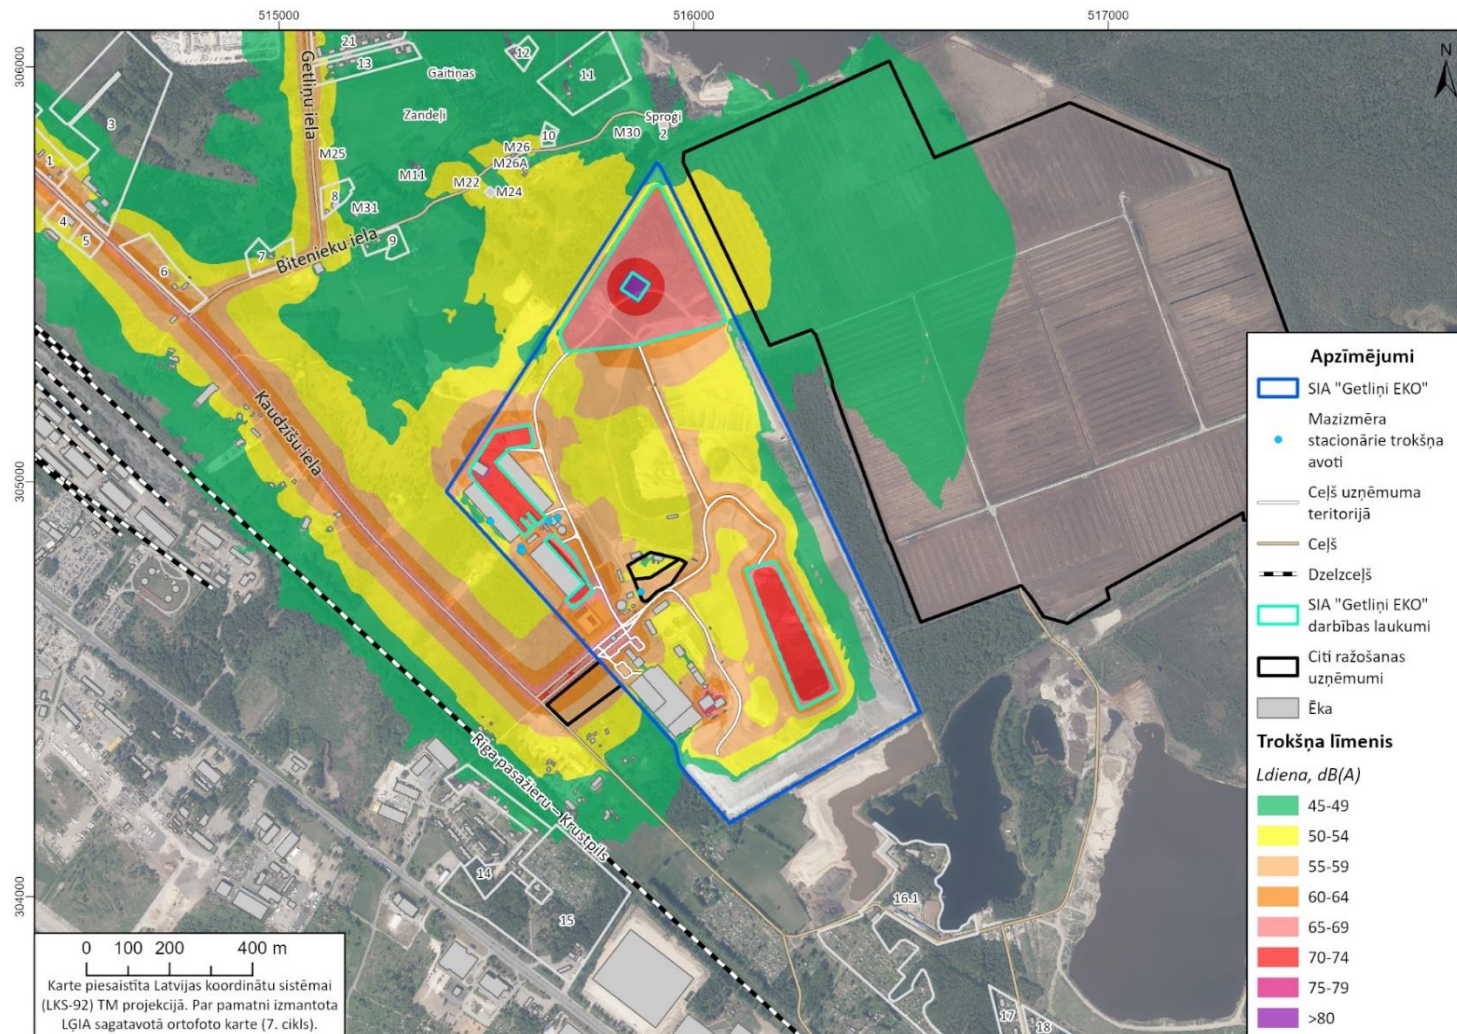 515000
516000
517000
306000
305000
304000
N
21
13
12
11
Gaitiņas
Getliņu iela
3
Zandeļi
Sprogi
2
10
M30
M26
M26A
M25
M11
M22
M24
1
8
M31
4
5
7
9
Bitenieku iela
6
Kaudzīšu iela
Rīga pasažieru – Krustpils
14
15
16.1
17
18
Apzīmējumi
SIA "Getliņi EKO"
Mazizmēra
stacionārie trokšņa
avoti
Ceļš uzņēmuma
teritorijā
Ceļš
Dzelzceļš
SIA "Getliņi EKO"
darbības laukumi
Citi ražošanas
uzņēmumi
Ēka
Trokšņa līmenis
Ldiena, dB(A)
45-49
50-54
55-59
60-64
65-69
70-74
75-79
>80
0 100 200 400 m
Karte piesaistīta Latvijas koordinātu sistēmai
(LKS-92) TM projekcijā. Par pamatni izmantota
LĢIA sagatavotā ortofoto karte (7. cikls).